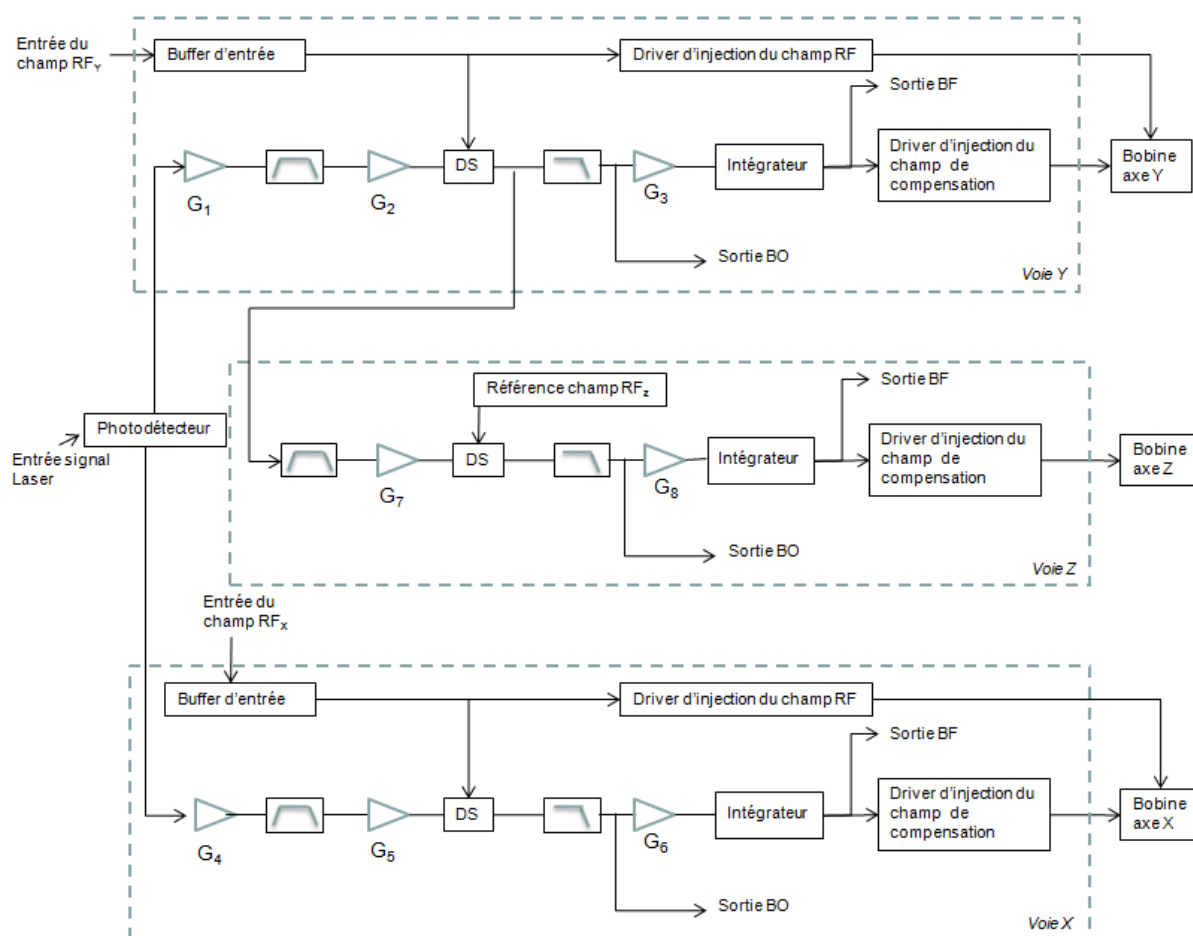 Entrée du
champ RFY
Buffer d'entrée
Driver d'injection du champ RF
Sortie BF
G1
G2
DS
G3
Intégrateur
Driver d'injection du
champ de
compensation
Bobine
axe Y
Sortie BO
Voie Y
Référence champ RFz
Sortie BF
Photodétecteur
Entrée signal
Laser
G7
DS
G8
Intégrateur
Driver d'injection du
champ de
compensation
Bobine
axe Z
Sortie BO
Voie Z
Entrée du
champ RFX
Buffer d'entrée
Driver d'injection du champ RF
Sortie BF
G4
G5
DS
G6
Intégrateur
Driver d'injection du
champ de
compensation
Bobine
axe X
Sortie BO
Voie X